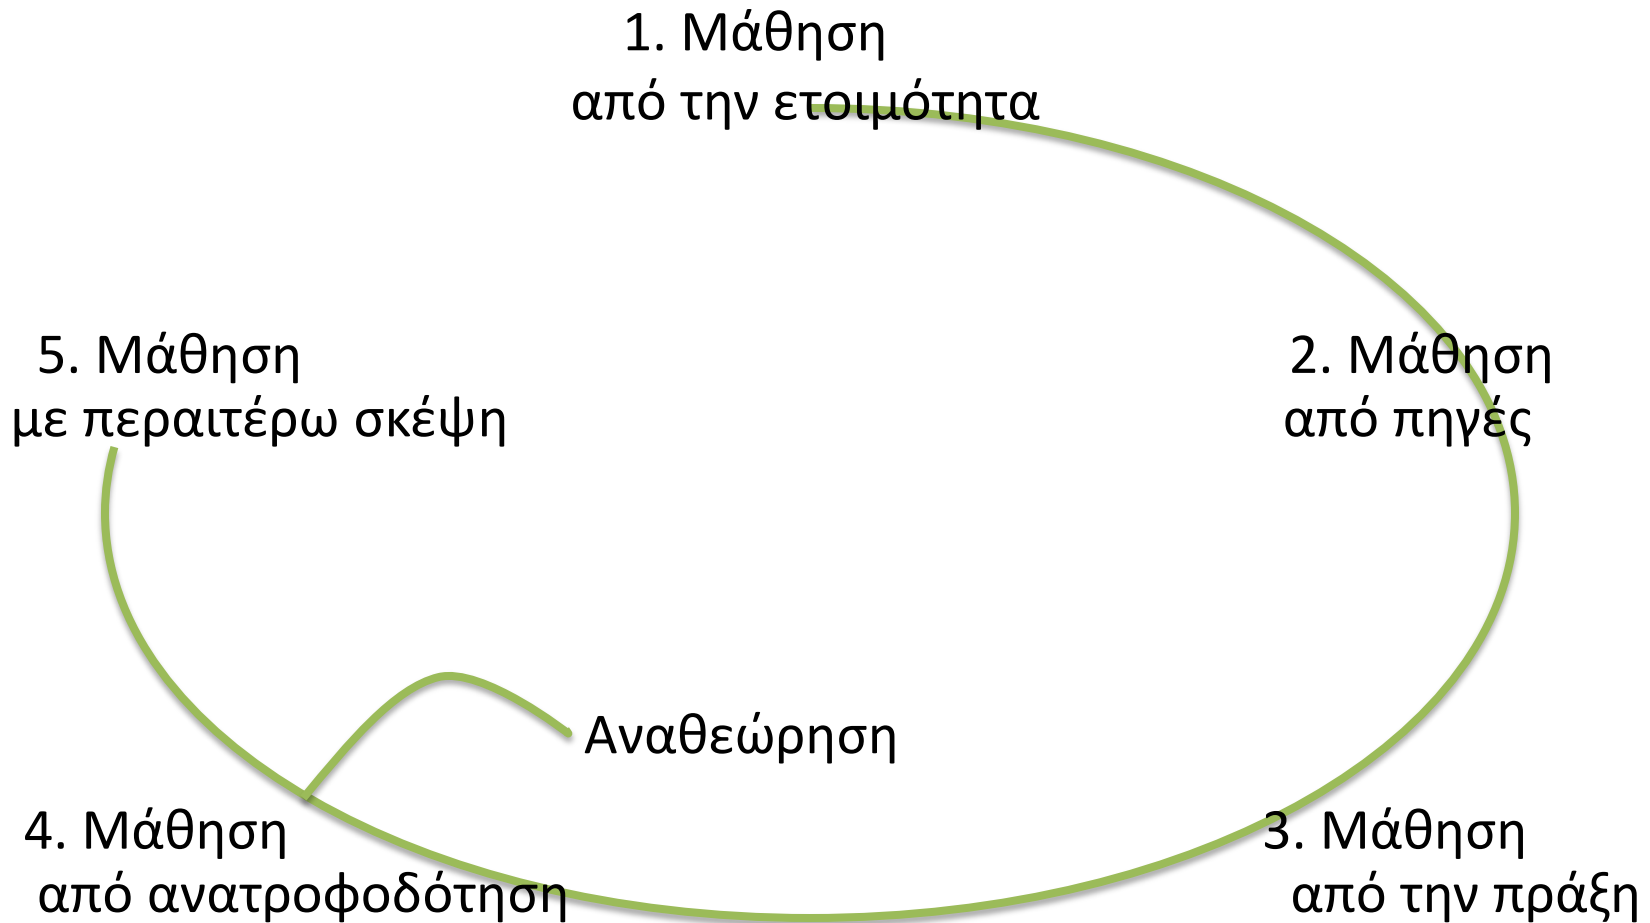 1. Μάθηση
από την ετοιμότητα
2. Μάθηση
από πηγές
3. Μάθηση
από την πράξη
4. Μάθηση
από ανατροφοδότηση
Αναθεώρηση
5. Μάθηση
με περαιτέρω σκέψη